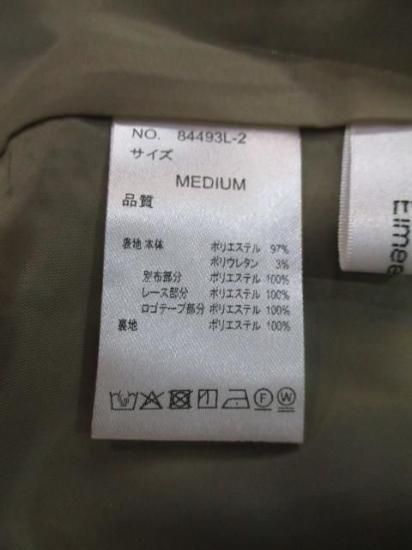 NO. 84493L-2
サイズ
MEDIUM
品質
表地 本体 ポリエステル 97%
ポリウレタン 3%
別布部分 ポリエステル 100%
レース部分 ポリエステル 100%
ロゴテープ部分 ポリエステル 100%
裏地 ポリエステル 100%
F W
Eimee